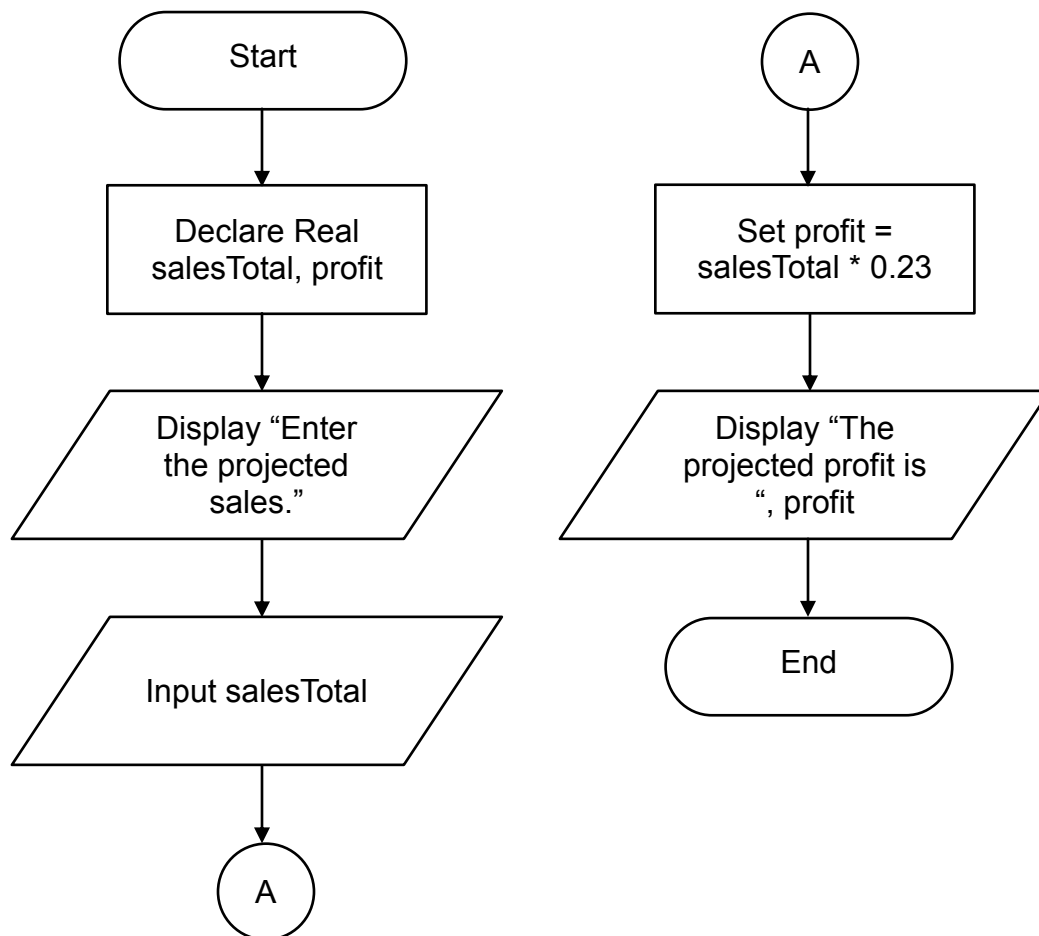 Start
Declare Real
salesTotal, profit
Display “Enter
the projected
sales.”
Input salesTotal
A
A
Set profit =
salesTotal * 0.23
Display “The
projected profit is
“, profit
End